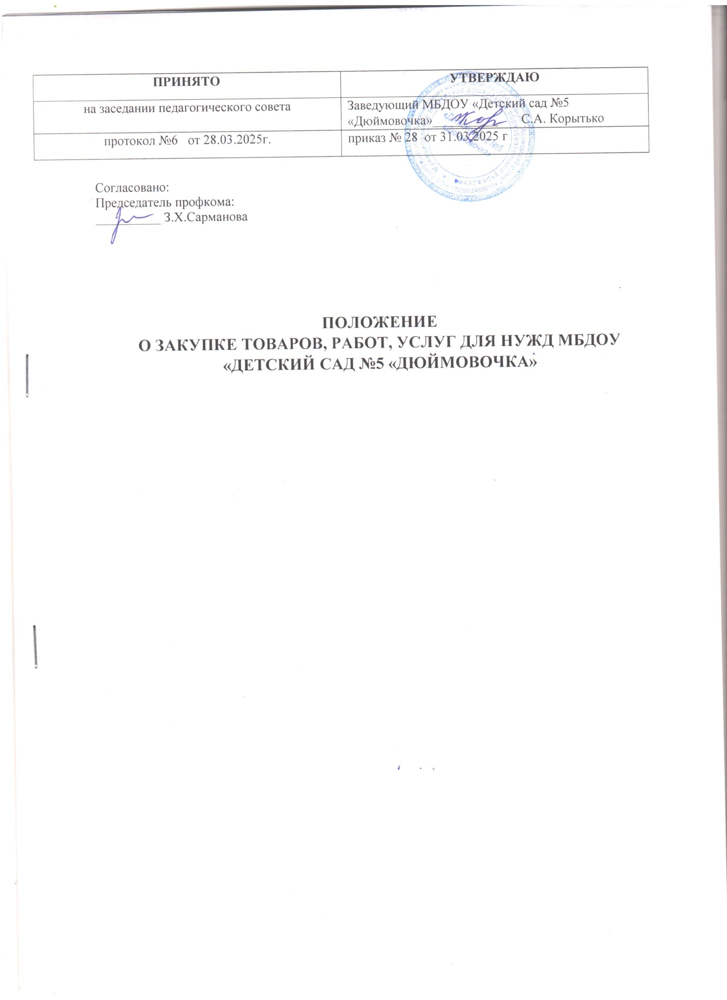 ПРИНЯТО
УТВЕРЖДАЮ
на заседании педагогического совета
Заведующий МБДОУ «Детский сад №5
«Дюймовочка»__________ С.А. Корытько
протокол №6 от 28.03.2025г.
приказ № 28 от 31.03.2025 г
Согласовано:
Председатель профкома:
__________ З.Х.Сарманова
ПОЛОЖЕНИЕ
О ЗАКУПКЕ ТОВАРОВ, РАБОТ, УСЛУГ ДЛЯ НУЖД МБДОУ
«ДЕТСКИЙ САД №5 «ДЮЙМОВОЧКА»